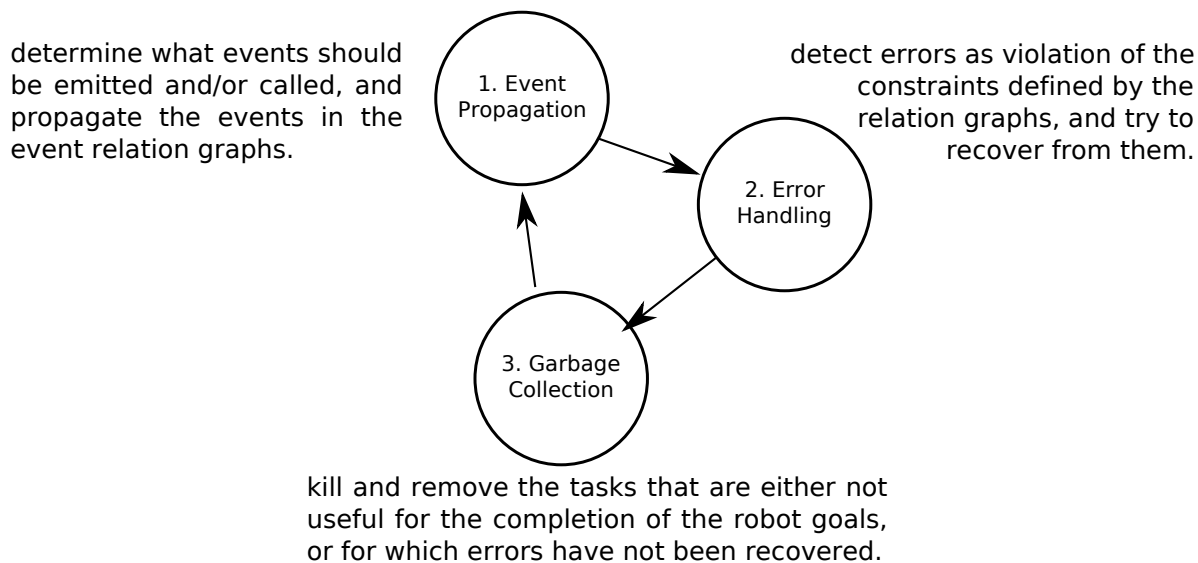 determine what events should
be emitted and/or called, and
propagate the events in the
event relation graphs.
1. Event
Propagation
detect errors as violation of the
constraints defined by the
relation graphs, and try to
recover from them.
2. Error
Handling
3. Garbage
Collection
kill and remove the tasks that are either not
useful for the completion of the robot goals,
or for which errors have not been recovered.